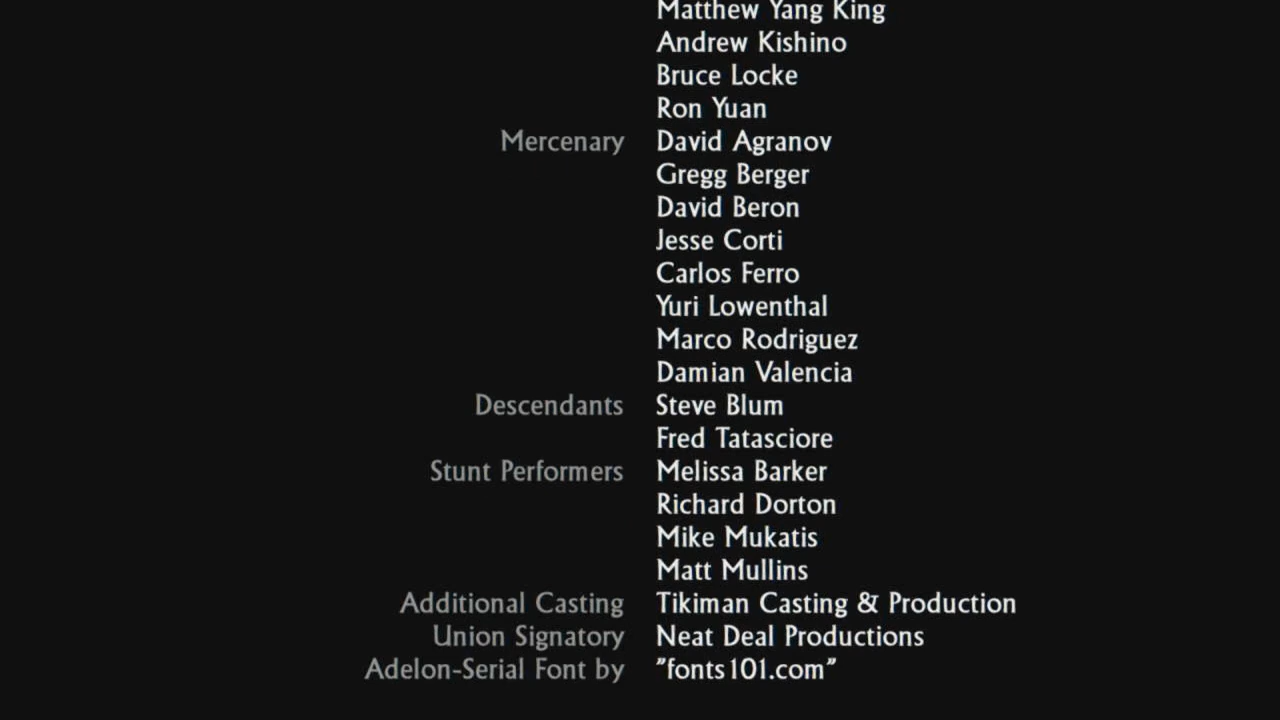 Matthew Yang King
Andrew Kishino
Bruce Locke
Ron Yuan
Mercenary David Agranov
Gregg Berger
David Beron
Jesse Corti
Carlos Ferro
Yuri Lowenthal
Marco Rodriguez
Damian Valencia
Descendants Steve Blum
Fred Tatasciore
Stunt Performers Melissa Barker
Richard Dorton
Mike Mukatis
Matt Mullins
Additional Casting Tikiman Casting & Production
Union Signatory Neat Deal Productions
Adelon-Serial Font by "fonts101.com"